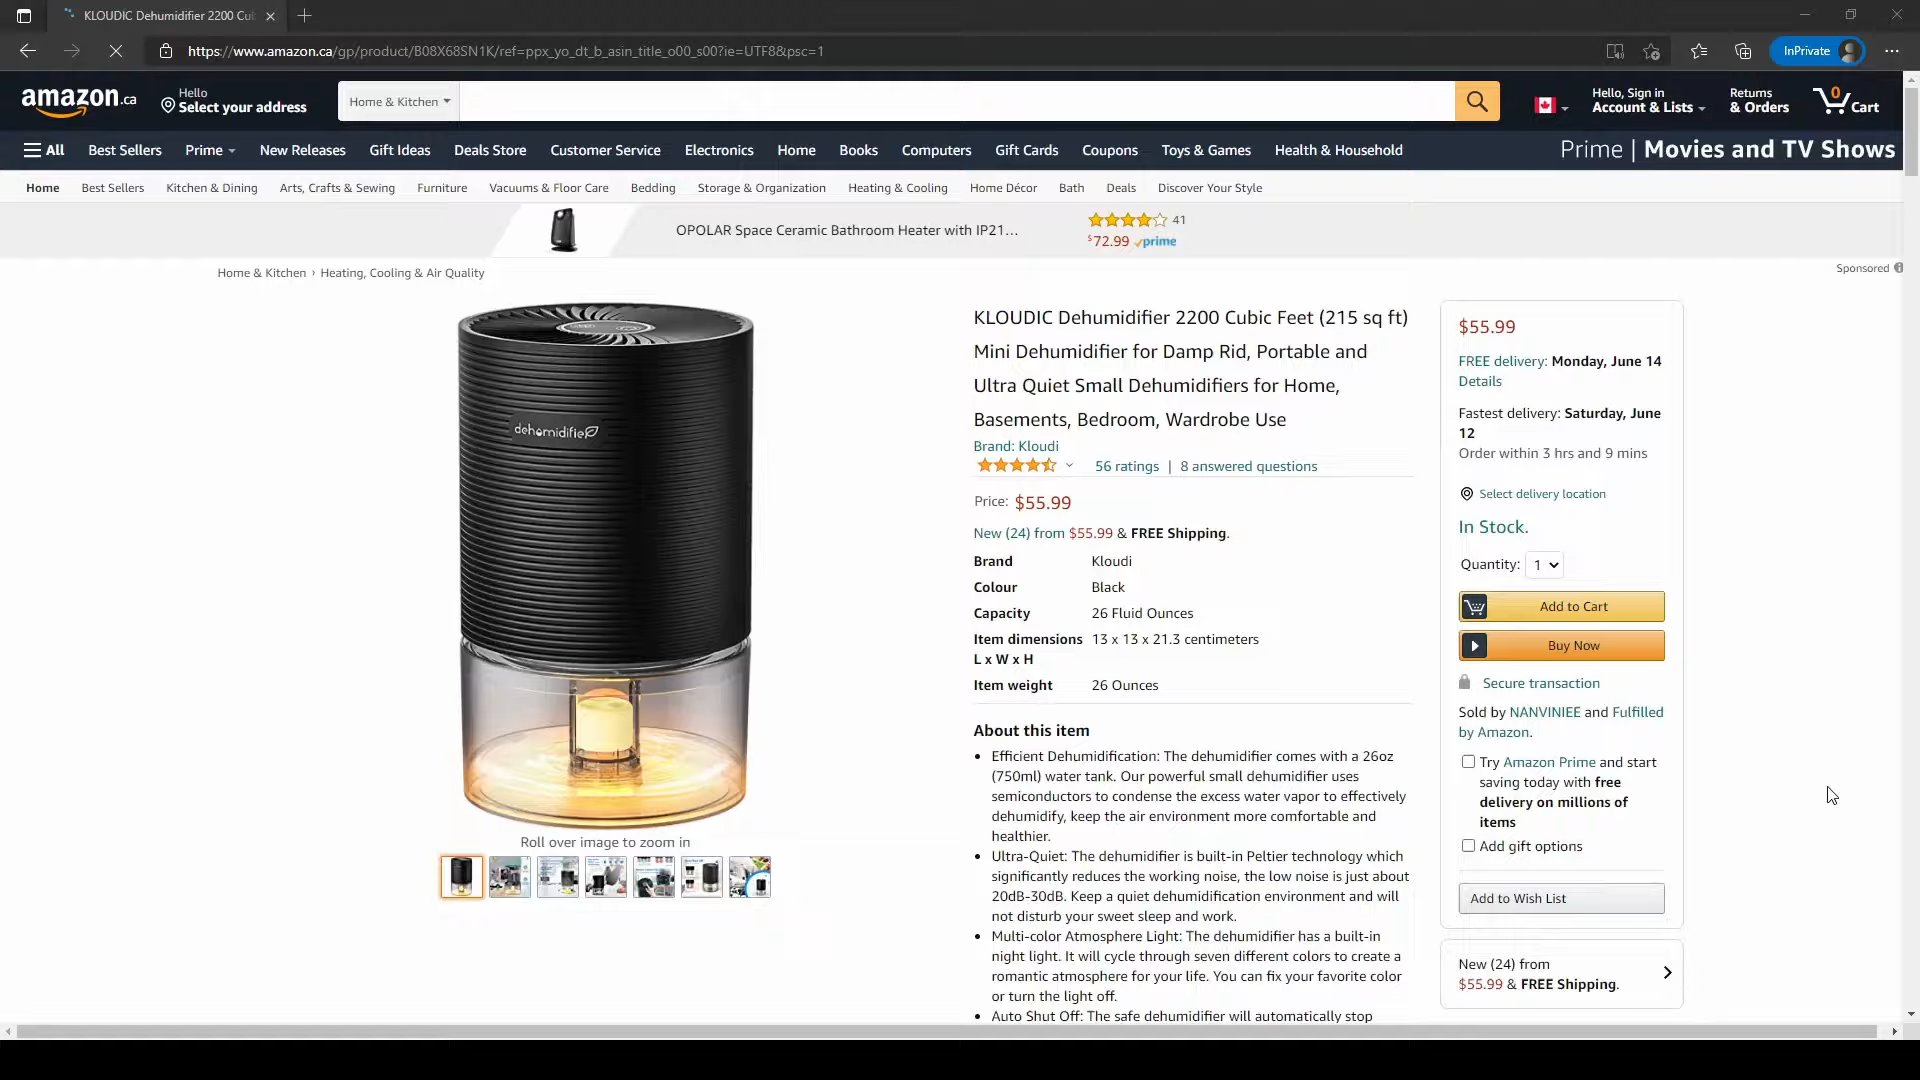 KLOUDIC Dehumidifier 2200 Cub
https://www.amazon.ca/gp/product/B08X68SN1K/ref=ppx_yo_dt_b_asin_title_o00_s00?ie=UTF8&psc=1
InPrivate
amazon.ca
Hello
Select your address
Home & Kitchen
Hello, Sign in
Account & Lists
Returns
& Orders
0
Cart
All
Best Sellers
Prime
New Releases
Gift Ideas
Deals Store
Customer Service
Electronics
Home
Books
Computers
Gift Cards
Coupons
Toys & Games
Health & Household
Prime | Movies and TV Shows
Home
Best Sellers
Kitchen & Dining
Arts, Crafts & Sewing
Furniture
Vacuums & Floor Care
Bedding
Storage & Organization
Heating & Cooling
Home Décor
Bath
Deals
Discover Your Style
OPOLAR Space Ceramic Bathroom Heater with IP21…
41
$72.99 prime
Sponsored
Home & Kitchen › Heating, Cooling & Air Quality
dehumidifier
Roll over image to zoom in
KLOUDIC Dehumidifier 2200 Cubic Feet (215 sq ft)
Mini Dehumidifier for Damp Rid, Portable and
Ultra Quiet Small Dehumidifiers for Home,
Basements, Bedroom, Wardrobe Use
Brand: Kloudi
56 ratings | 8 answered questions
Price: $55.99
New (24) from $55.99 & FREE Shipping.
Brand Kloudi
Colour Black
Capacity 26 Fluid Ounces
Item dimensions 13 x 13 x 21.3 centimeters
L x W x H
Item weight 26 Ounces
About this item
• Efficient Dehumidification: The dehumidifier comes with a 26oz
(750ml) water tank. Our powerful small dehumidifier uses
semiconductors to condense the excess water vapor to effectively
dehumidify, keep the air environment more comfortable and
healthier.
• Ultra-Quiet: The dehumidifier is built-in Peltier technology which
significantly reduces the working noise, the low noise is just about
20dB-30dB. Keep a quiet dehumidification environment and will
not disturb your sweet sleep and work.
• Multi-color Atmosphere Light: The dehumidifier has a built-in
night light. It will cycle through seven different colors to create a
romantic atmosphere for your life. You can fix your favorite color
or turn the light off.
• Auto Shut Off: The safe dehumidifier will automatically stop
$55.99
FREE delivery: Monday, June 14
Details
Fastest delivery: Saturday, June
12
Order within 3 hrs and 9 mins
Select delivery location
In Stock.
Quantity: 1
Add to Cart
Buy Now
Secure transaction
Sold by NANVINIEE and Fulfilled
by Amazon.
Try Amazon Prime and start
saving today with free
delivery on millions of
items
Add gift options
Add to Wish List
New (24) from
$55.99 & FREE Shipping.